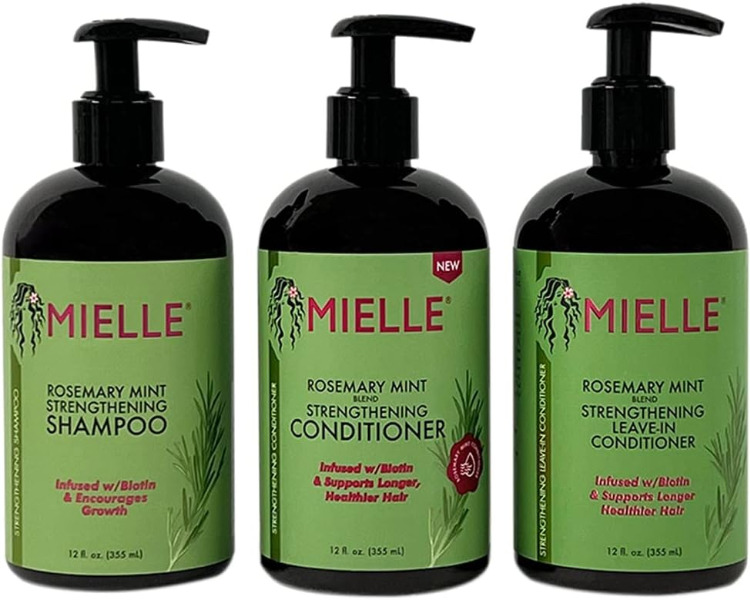 MIELLE®
ROSEMARY MINT
STRENGTHENING
SHAMPOO
Infused w/Biotin
& Encourages
Growth
12 fl. oz. (355 mL)
STRENGTHENING SHAMPOO
NEW
MIELLE®
ROSEMARY MINT
BLEND
STRENGTHENING
CONDITIONER
Infused w/Biotin
& Supports Longer,
Healthier Hair
12 fl. oz. (355 mL)
STRENGTHENING CONDITIONER
MIELLE®
ROSEMARY MINT
BLEND
STRENGTHENING
LEAVE-IN
CONDITIONER
Infused w/Biotin
& Supports Longer
Healthier Hair
12 fl. oz. (355 mL)
STRENGTHENING LEAVE-IN CONDITIONER